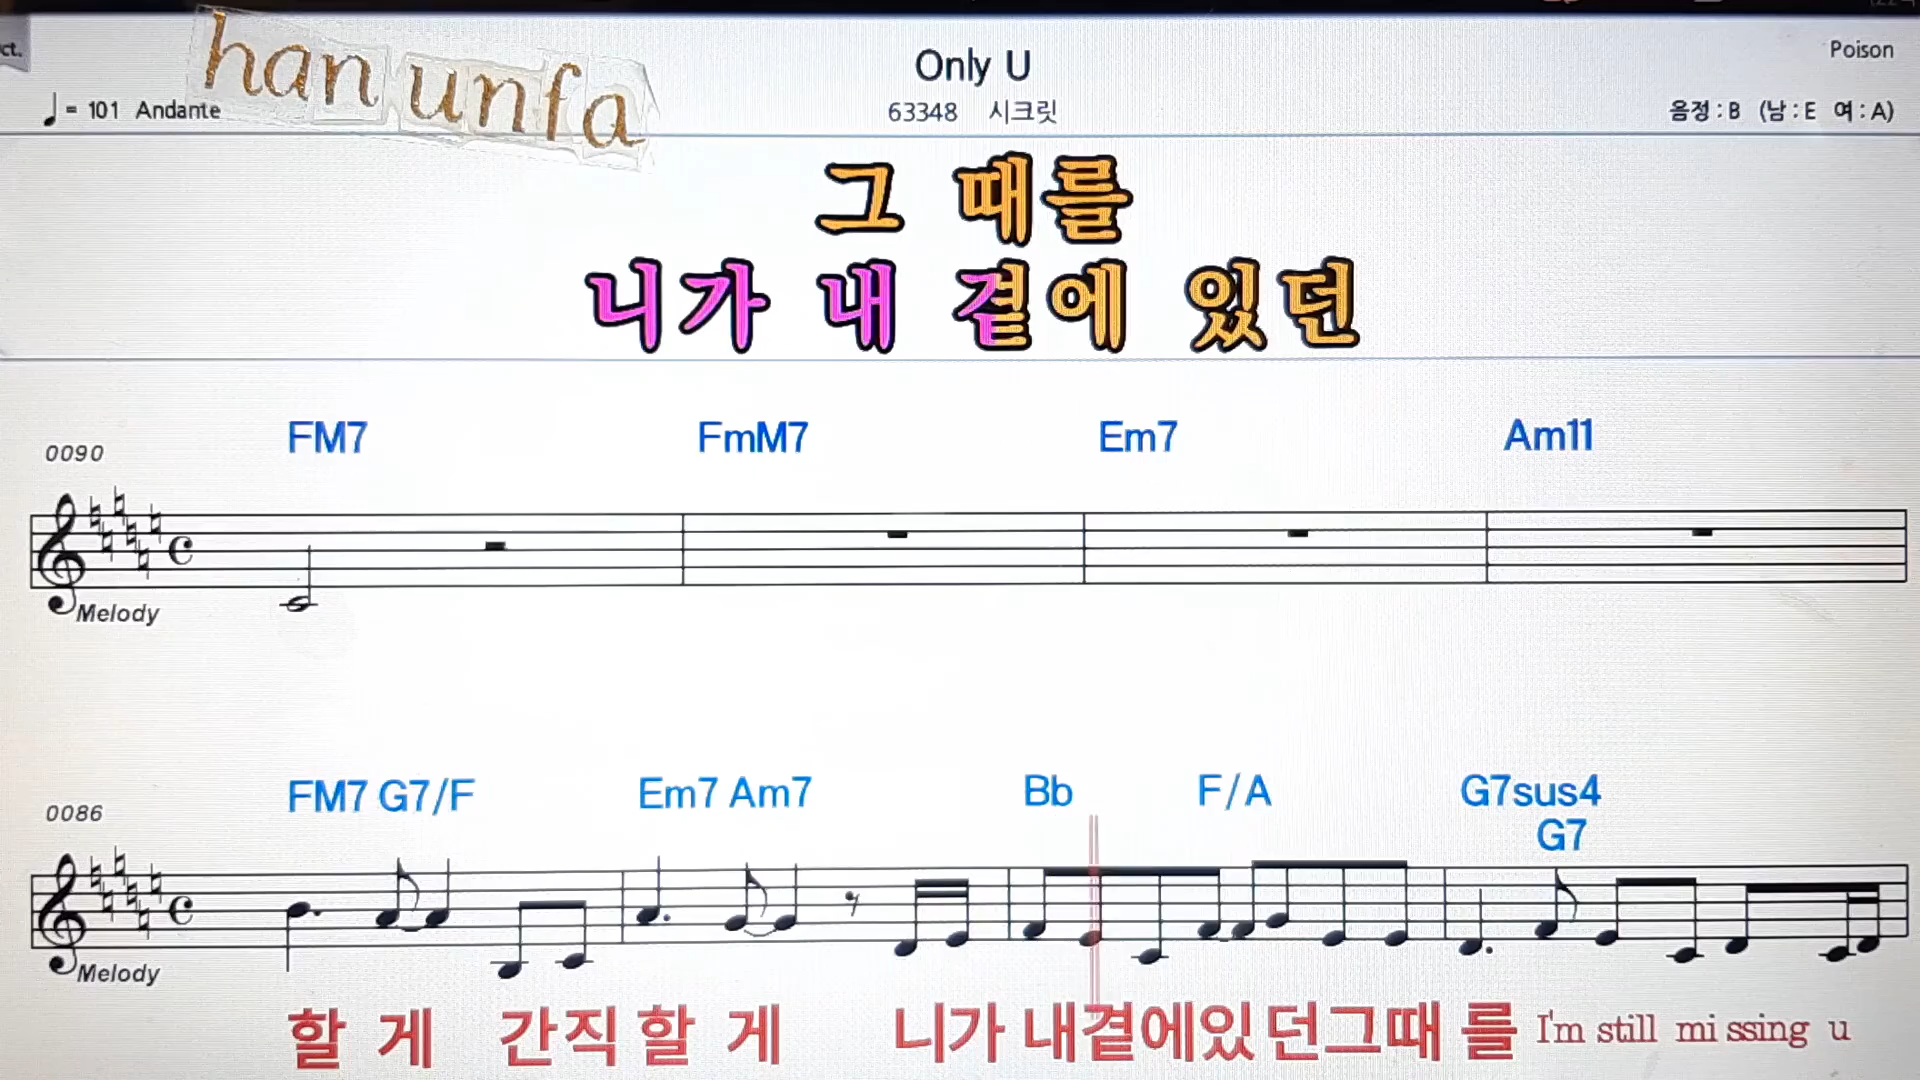 ct.
han unfa
Only U
Poison
= 101 Andante
63348 시크릿
음정 : B (남 : E 여 : A)
그 때를
니가 내 곁에 있던
FM7 FmM7 Em7 Am11
0090
Melody
FM7 G7/F Em7 Am7 Bb F/A G7sus4
G7
0086
Melody
할 게 간직 할 게 니가 내곁에있던그때 를 I'm still mi ssing u